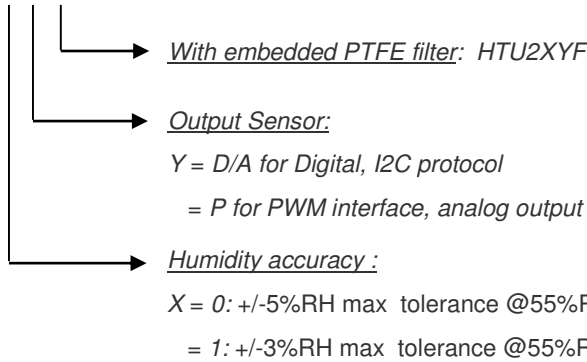 With embedded PTFE filter: HTU2XYF
Output Sensor:
Y = D/A for Digital, I2C protocol
= P for PWM interface, analog output
Humidity accuracy :
X = 0: +/-5%RH max tolerance @55%
= 1: +/-3%RH max tolerance @55%